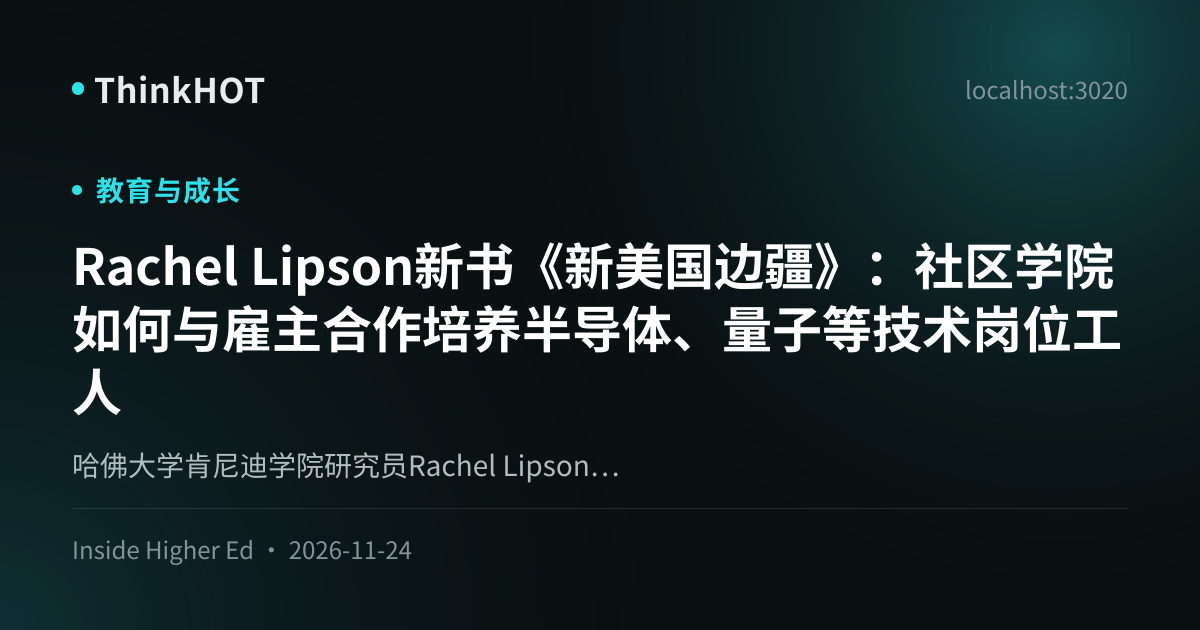 ThinkHOT
localhost:3020
教育与成长
Rachel Lipson新书《新美国边疆》：社区学院
如何与雇主合作培养半导体、量子等技术岗位工
人
哈佛大学肯尼迪学院研究员Rachel Lipson…
Inside Higher Ed · 2026-11-24